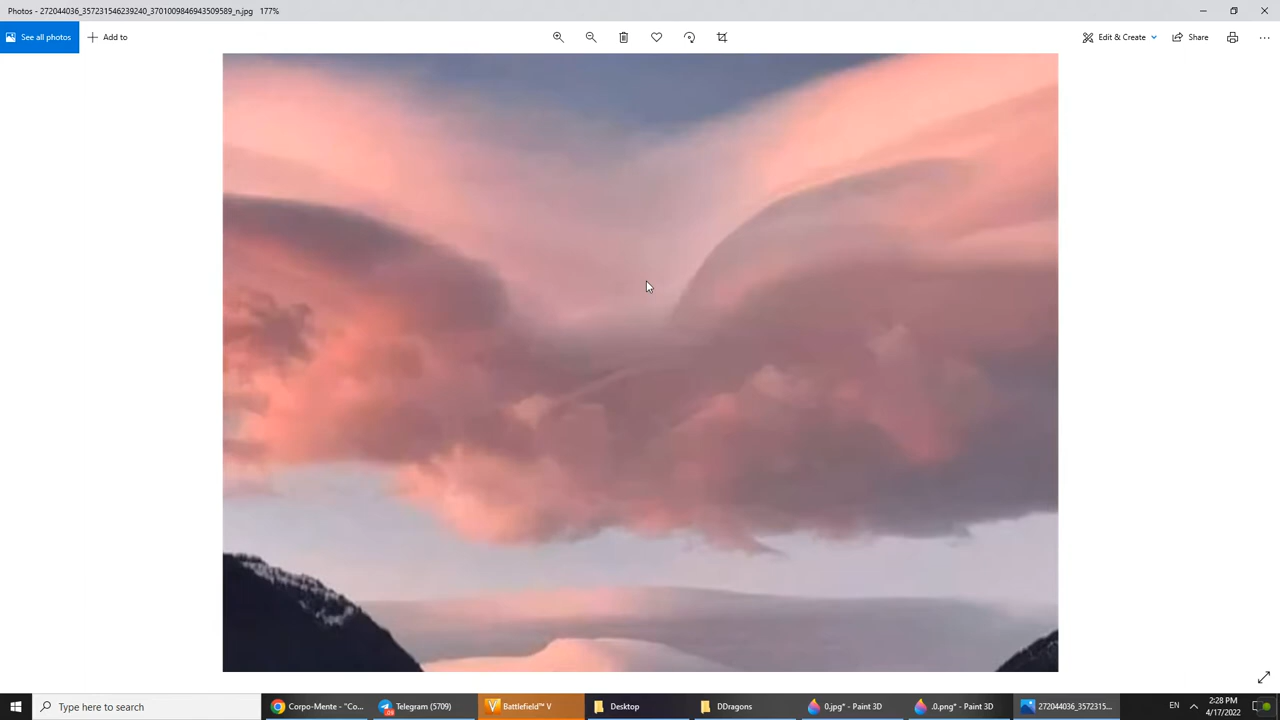 Photos - 272044036_357231546239240_3701009846943509589_n.jpg 177%
See all photos
Add to
Edit & Create
Share
Type here to search
Corpo-Mente - "Co...
Telegram (5709)
Battlefield™ V
Desktop
DDragons
0.jpg* - Paint 3D
.0.png* - Paint 3D
272044036_3572315...
EN
2:28 PM
4/17/2022